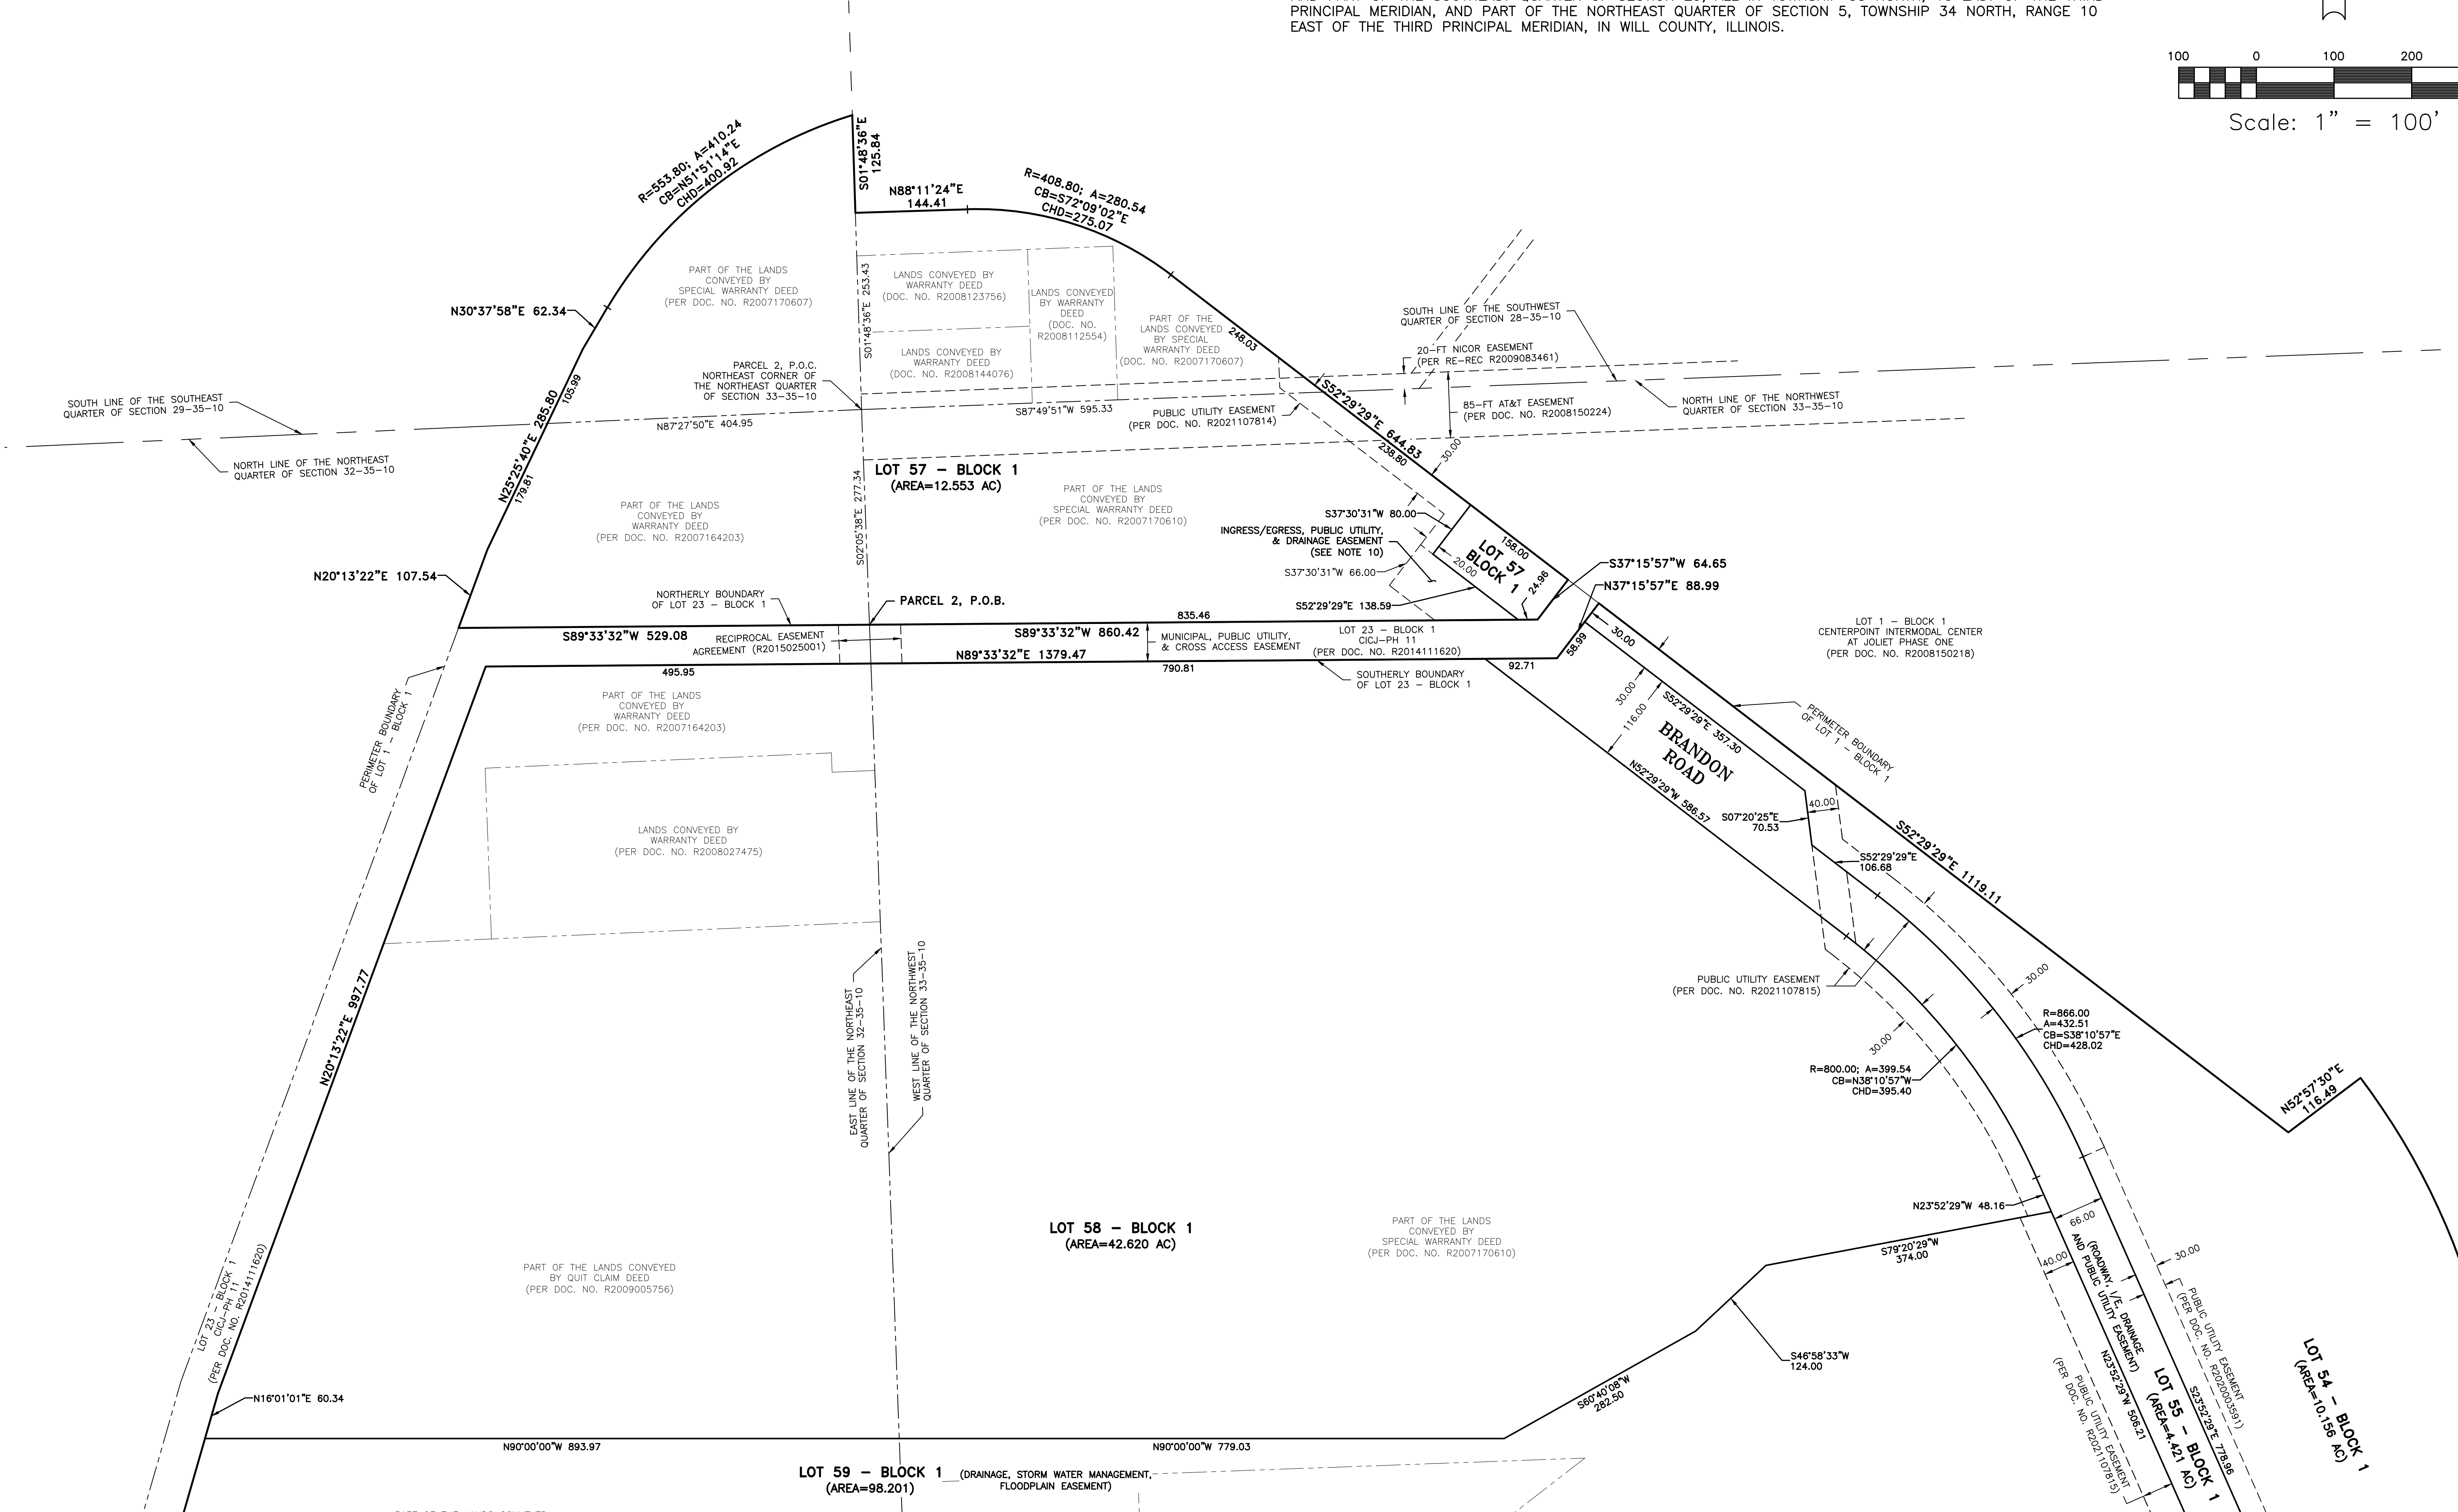 PRINCIPAL MERIDIAN, AND PART OF THE NORTHEAST QUARTER OF SECTION 5, TOWNSHIP 34 NORTH, RANGE 10
EAST OF THE THIRD PRINCIPAL MERIDIAN, IN WILL COUNTY, ILLINOIS.
100 0 100 200
Scale: 1" = 100'
R=553.80; A=410.24
CB=N51°51'14"E
CHD=400.92
S01°48'36"E
125.84
N88°11'24"E
144.41
R=408.80; A=280.54
CB=S72°09'02"E
CHD=275.07
PART OF THE LANDS
CONVEYED BY
SPECIAL WARRANTY DEED
(PER DOC. NO. R2007170607)
S01°48'36"E 253.43
LANDS CONVEYED BY
WARRANTY DEED
(DOC. NO. R2008123756)
LANDS CONVEYED
BY WARRANTY
DEED
(DOC. NO.
R2008112554)
PART OF THE
LANDS CONVEYED
BY SPECIAL
WARRANTY DEED
(DOC. NO. R2007170607)
LANDS CONVEYED BY
WARRANTY DEED
(DOC. NO. R2008144076)
248.03
SOUTH LINE OF THE SOUTHWEST
QUARTER OF SECTION 28-35-10
20-FT NICOR EASEMENT
(PER RE-REC R2009083461)
N30°37'58"E 62.34
PARCEL 2, P.O.C.
NORTHEAST CORNER OF
THE NORTHEAST QUARTER
OF SECTION 33-35-10
SOUTH LINE OF THE SOUTHEAST
QUARTER OF SECTION 29-35-10
NORTH LINE OF THE NORTHEAST
QUARTER OF SECTION 32-35-10
N25°25'40"E 285.80
105.99
179.81
N87°27'50"E 404.95
S87°49'51"W 595.33
PUBLIC UTILITY EASEMENT
(PER DOC. NO. R2021107814)
S52°29'29"E 644.83
238.80
30.00
85-FT AT&T EASEMENT
(PER DOC. NO. R2008150224)
NORTH LINE OF THE NORTHWEST
QUARTER OF SECTION 33-35-10
LOT 57 - BLOCK 1
(AREA=12.553 AC)
S02°05'38"E 277.34
PART OF THE LANDS
CONVEYED BY
WARRANTY DEED
(PER DOC. NO. R2007164203)
PART OF THE LANDS
CONVEYED BY
SPECIAL WARRANTY DEED
(PER DOC. NO. R2007170610)
S37°30'31"W 80.00
INGRESS/EGRESS, PUBLIC UTILITY,
& DRAINAGE EASEMENT
(SEE NOTE 10)
S37°30'31"W 66.00
20.00
LOT 57
BLOCK 1
158.00
24.96
S37°15'57"W 64.65
N37°15'57"E 88.99
S52°29'29"E 138.59
N20°13'22"E 107.54
NORTHERLY BOUNDARY
OF LOT 23 - BLOCK 1
PARCEL 2, P.O.B.
835.46
S89°33'32"W 529.08
RECIPROCAL EASEMENT
AGREEMENT (R2015025001)
S89°33'32"W 860.42
N89°33'32"E 1379.47
MUNICIPAL, PUBLIC UTILITY,
& CROSS ACCESS EASEMENT
LOT 23 - BLOCK 1
CICJ-PH 11
(PER DOC. NO. R2014111620)
58.99
30.00
LOT 1 - BLOCK 1
CENTERPOINT INTERMODAL CENTER
AT JOLIET PHASE ONE
(PER DOC. NO. R2008150218)
495.95
790.81
92.71
SOUTHERLY BOUNDARY
OF LOT 23 - BLOCK 1
PERIMETER BOUNDARY
OF LOT 1 - BLOCK 1
PART OF THE LANDS
CONVEYED BY
WARRANTY DEED
(PER DOC. NO. R2007164203)
LANDS CONVEYED BY
WARRANTY DEED
(PER DOC. NO. R2008027475)
30.00
116.00
S52°29'29"E 357.30
BRANDON
ROAD
N52°29'29"W 586.57
PERIMETER BOUNDARY
OF LOT 1 - BLOCK 1
S07°20'25"E
70.53
40.00
S52°29'29"E
106.68
S52°29'29"E 1119.11
N20°13'22"E 997.77
EAST LINE OF THE NORTHEAST
QUARTER OF SECTION 32-35-10
WEST LINE OF THE NORTHWEST
QUARTER OF SECTION 33-35-10
PUBLIC UTILITY EASEMENT
(PER DOC. NO. R2021107815)
30.00
30.00
R=866.00
A=432.51
CB=S38°10'57"E
CHD=428.02
R=800.00; A=399.54
CB=N38°10'57"W
CHD=395.40
N52°57'30"E
116.49
N23°52'29"W 48.16
66.00
LOT 58 - BLOCK 1
(AREA=42.620 AC)
PART OF THE LANDS
CONVEYED BY
SPECIAL WARRANTY DEED
(PER DOC. NO. R2007170610)
S79°20'29"W
374.00
40.00
(ROADWAY, I/E, DRAINAGE
AND PUBLIC UTILITY EASEMENT)
30.00
PUBLIC UTILITY EASEMENT
(PER DOC. NO. R2020003591)
LOT 23 - BLOCK 1
CICJ-PH 11
(PER DOC. NO. R2014111620)
PART OF THE LANDS CONVEYED
BY QUIT CLAIM DEED
(PER DOC. NO. R2009005756)
S46°58'33"W
124.00
S60°40'08"W
282.50
PUBLIC UTILITY EASEMENT
(PER DOC. NO. R2021107815)
N23°52'29"W 506.21
LOT 55 - BLOCK 1
(AREA=4.421 AC)
S23°52'29"E 778.96
LOT 54 - BLOCK 1
(AREA=10.156 AC)
N16°01'01"E 60.34
N90°00'00"W 893.97
N90°00'00"W 779.03
LOT 59 - BLOCK 1
(AREA=98.201)
(DRAINAGE, STORM WATER MANAGEMENT,
FLOODPLAIN EASEMENT)